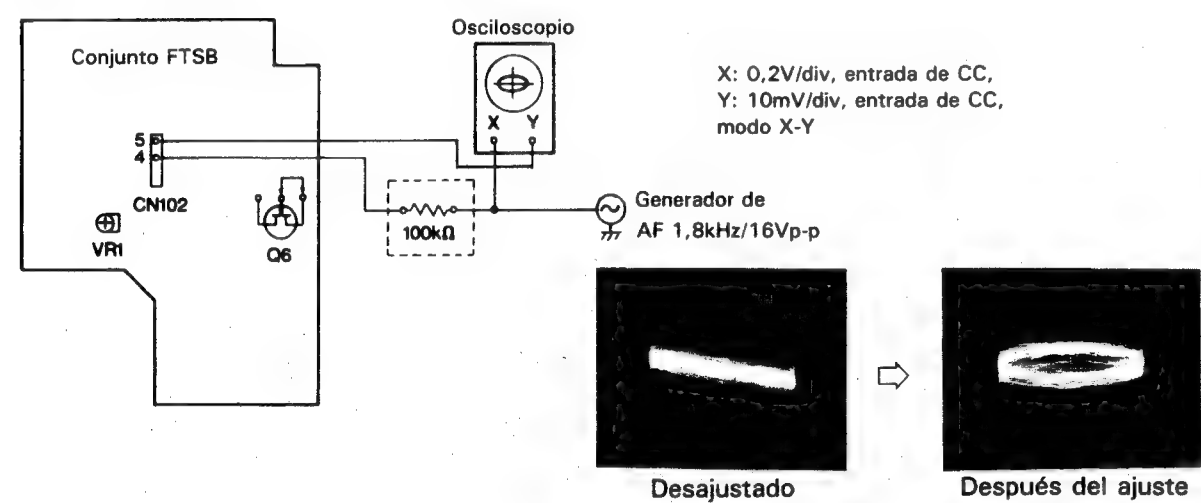 Osciloscopio
Conjunto FTSB
X: 0,2V/div, entrada de CC,
Y: 10mV/div, entrada de CC,
modo X-Y
X Y
5
4
CN102
VR1
Q6
100kΩ
Generador de
AF 1,8kHz/16Vp-p
Desajustado
Después del ajuste